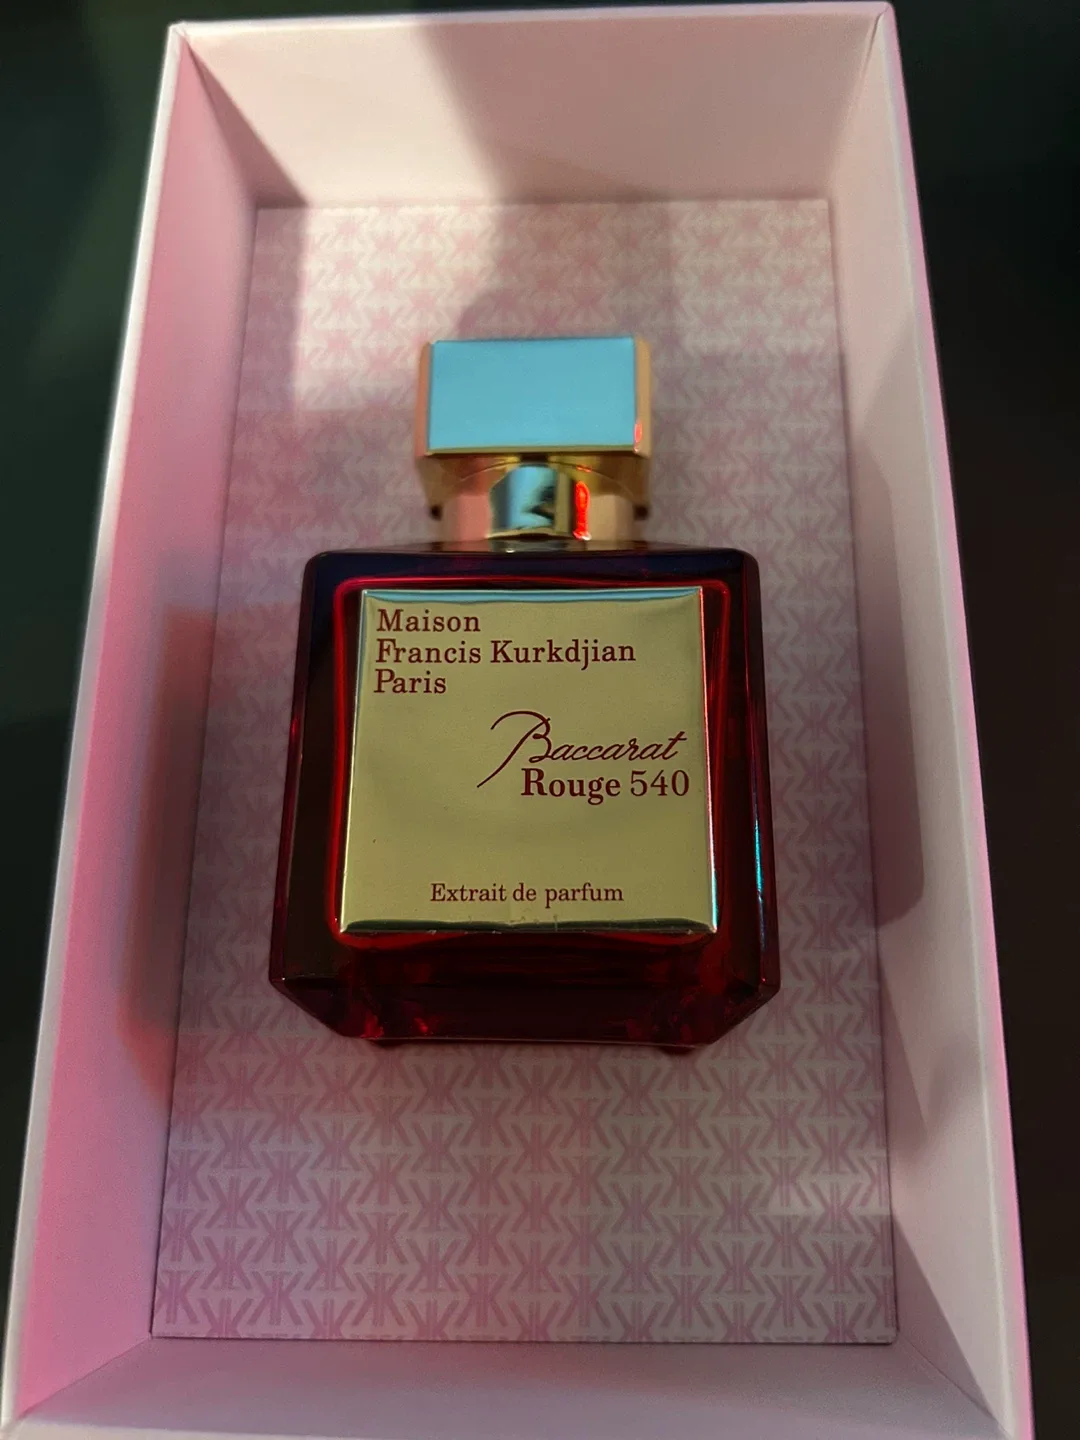 Maison
Francis Kurkdjian
Paris
Baccarat
Rouge 540
Extrait de parfum